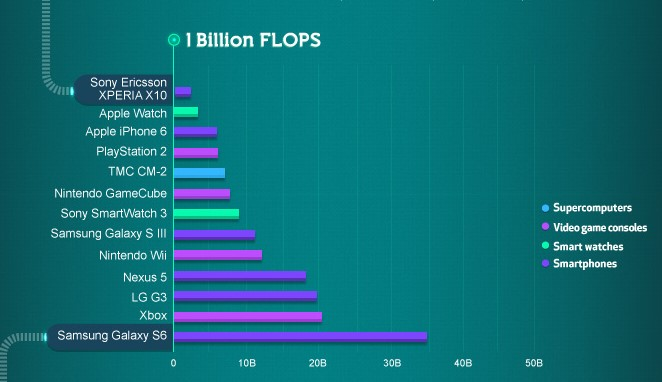 1 Billion FLOPS
Sony Ericsson
XPERIA X10
Apple Watch
Apple iPhone 6
PlayStation 2
TMC CM-2
Nintendo GameCube
Sony SmartWatch 3
Samsung Galaxy S III
Nintendo Wii
Nexus 5
LG G3
Xbox
Samsung Galaxy S6
Supercomputers
Video game consoles
Smart watches
Smartphones
0 10B 20B 30B 40B 50B